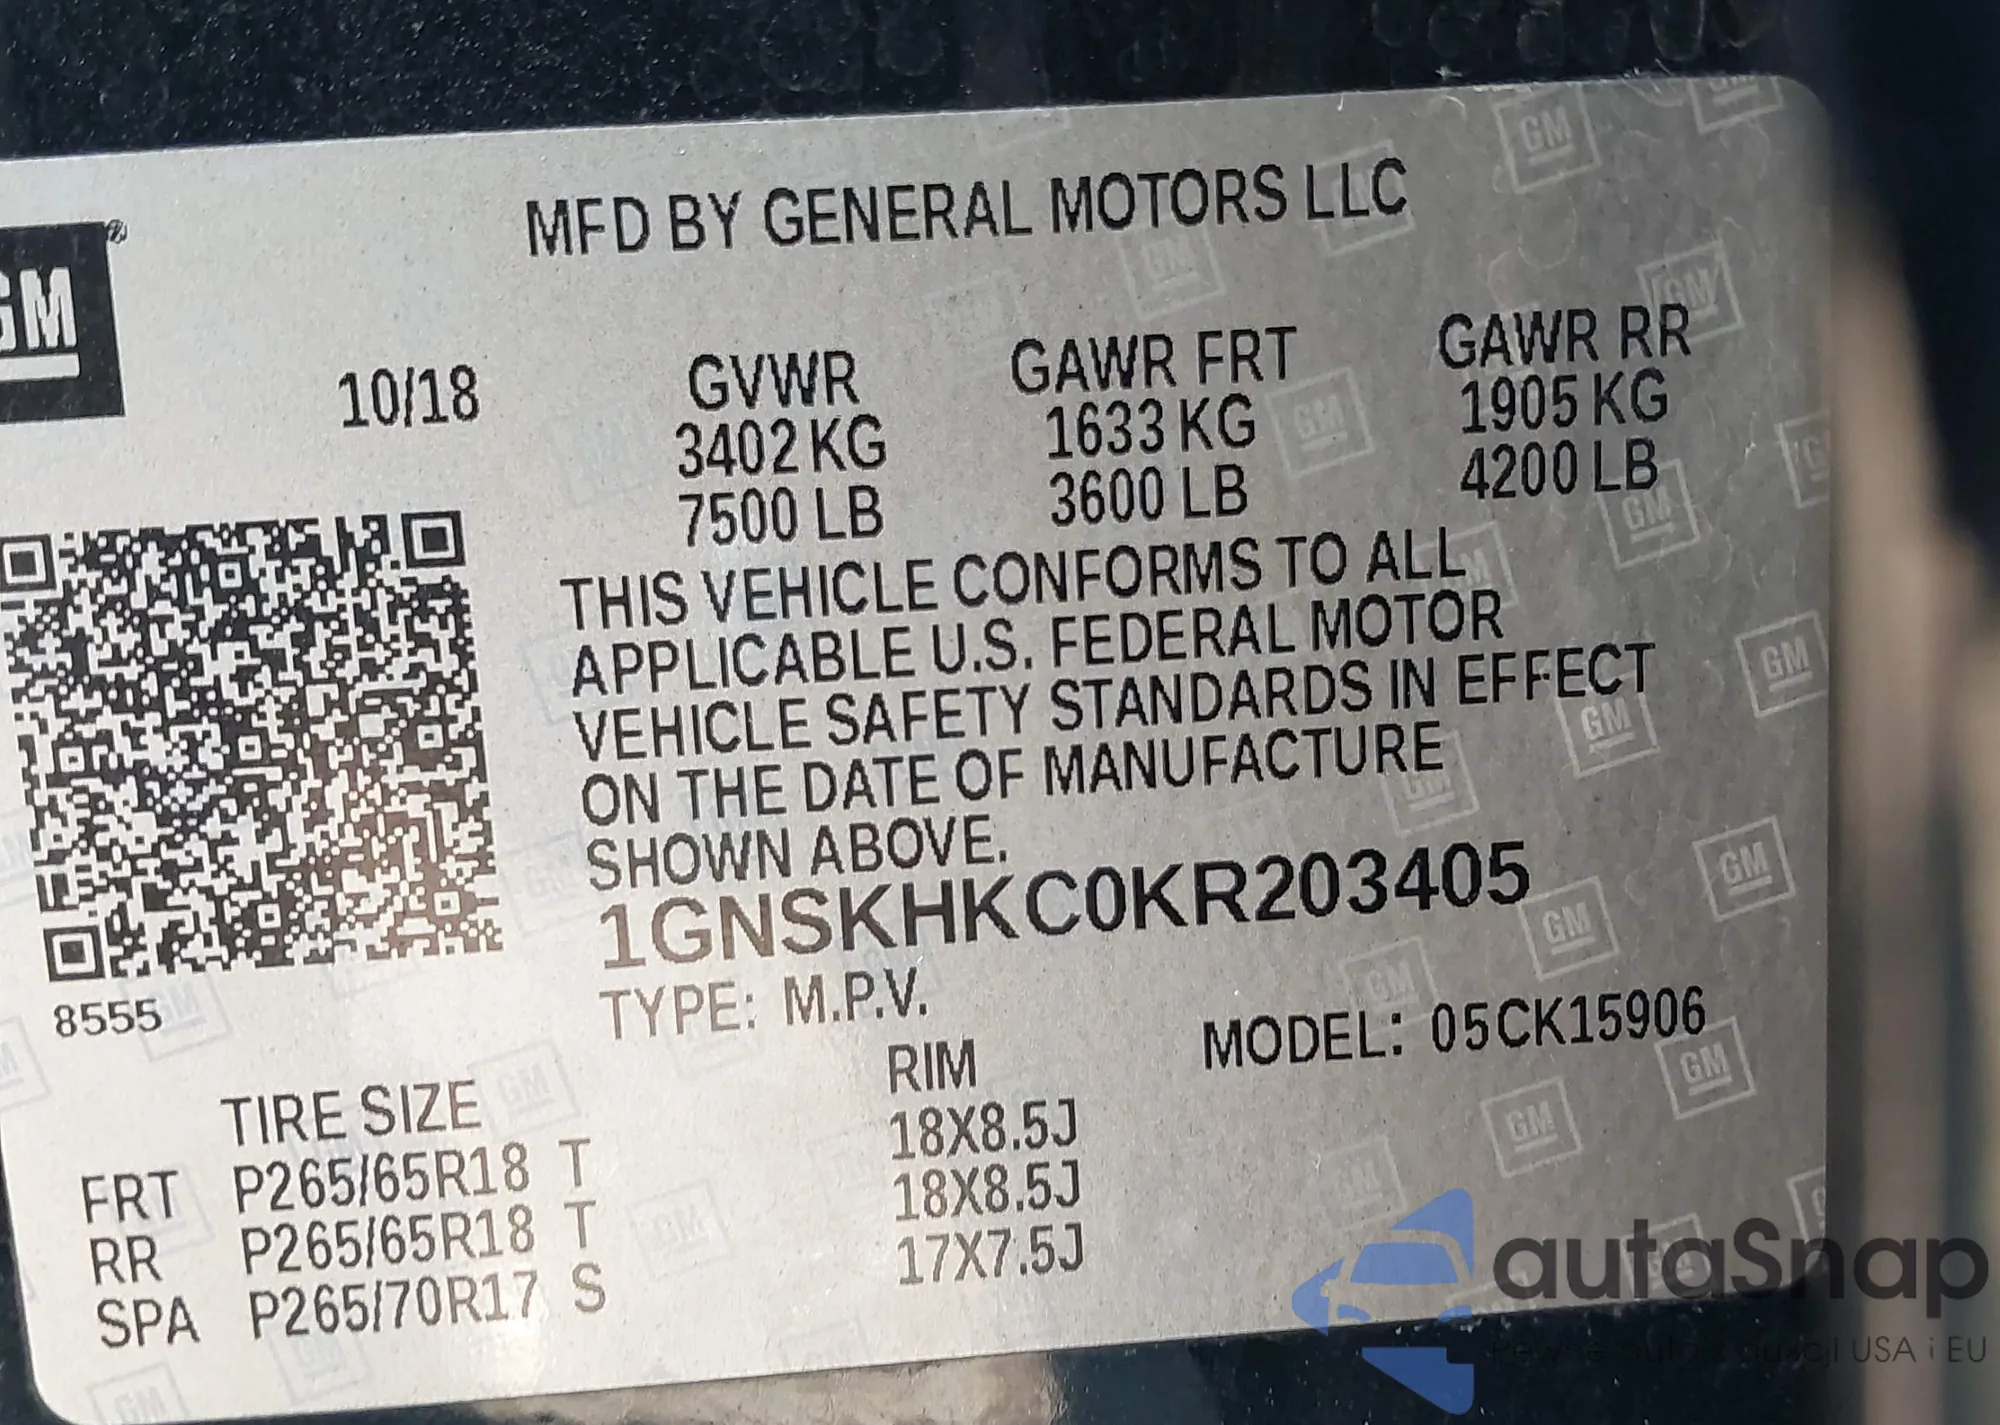 MFD BY GENERAL MOTORS LLC
GM®
10/18
GVWR GAWR FRT GAWR RR
3402 KG 1633 KG 1905 KG
7500 LB 3600 LB 4200 LB
THIS VEHICLE CONFORMS TO ALL
APPLICABLE U.S. FEDERAL MOTOR
VEHICLE SAFETY STANDARDS IN EFFECT
ON THE DATE OF MANUFACTURE
SHOWN ABOVE.
1GNSKHKC0KR203405
8555
TYPE: M.P.V. MODEL: 05CK15906
TIRE SIZE RIM
FRT P265/65R18 T 18X8.5J
RR P265/65R18 T 18X8.5J
SPA P265/70R17 S 17X7.5J
autaSnap
USA i EU